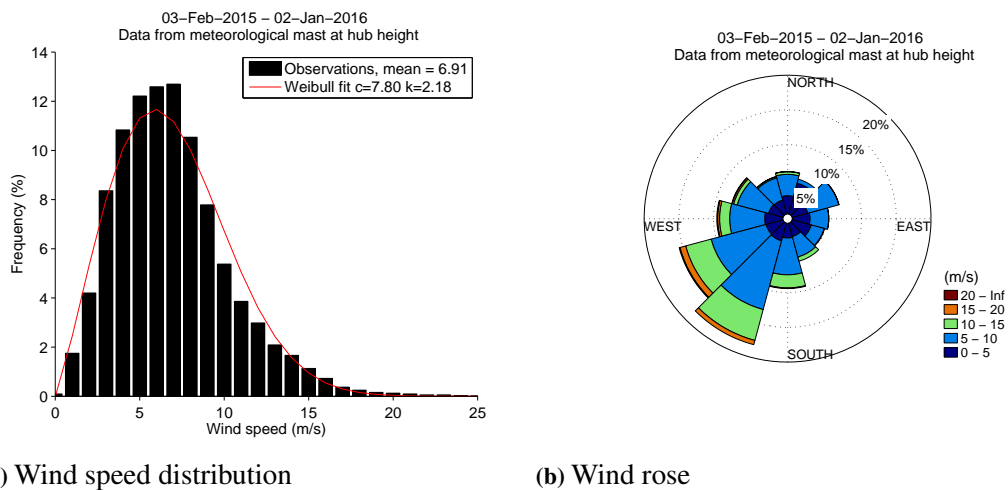 03-Feb-2015 - 02-Jan-2016
Data from meteorological mast at hub height
14
12
10
8
6
4
2
0
Frequency (%)
Observations, mean = 6.91
Weibull fit c=7.80 k=2.18
0
5
10
15
20
25
Wind speed (m/s)
) Wind speed distribution
03-Feb-2015 - 02-Jan-2016
Data from meteorological mast at hub height
NORTH
20%
15%
10%
5%
WEST
EAST
SOUTH
(m/s)
20 - Inf
15 - 20
10 - 15
5 - 10
0 - 5
(b) Wind rose